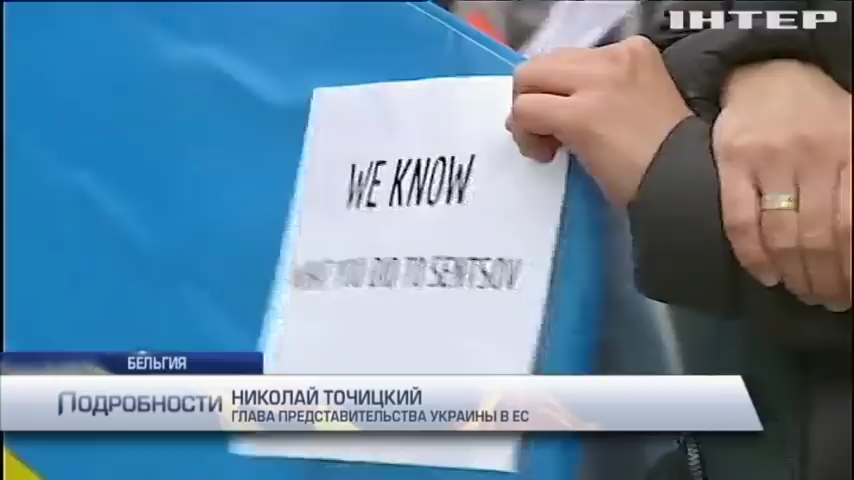 ІНТЕР
WE KNOW
WHAT YOU DID TO SENTSOV
БЕЛЬГИЯ
ПОДРОБНОСТИ
НИКОЛАЙ ТОЧИЦКИЙ
ГЛАВА ПРЕДСТАВИТЕЛЬСТВА УКРАИНЫ В ЕС